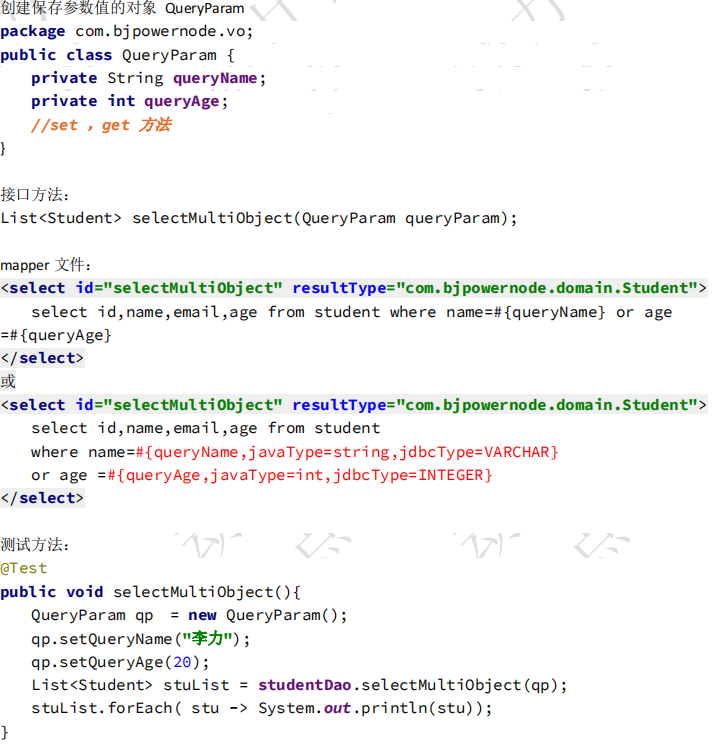 创建保存参数值的对象 QueryParam
package com.bjpowernode.vo;
public class QueryParam {
private String queryName;
private int queryAge;
//set ，get 方法
}
接口方法：
List<Student> selectMultiObject(QueryParam queryParam);
mapper 文件：
<select id="selectMultiObject" resultType="com.bjpowernode.domain.Student">
select id,name,email,age from student where name=#{queryName} or age
=#{queryAge}
</select>
或
<select id="selectMultiObject" resultType="com.bjpowernode.domain.Student">
select id,name,email,age from student
where name=#{queryName,javaType=string,jdbcType=VARCHAR}
or age =#{queryAge,javaType=int,jdbcType=INTEGER}
</select>
测试方法：
@Test
public void selectMultiObject(){
QueryParam qp  = new QueryParam();
qp.setQueryName("李力");
qp.setQueryAge(20);
List<Student> stuList = studentDao.selectMultiObject(qp);
stuList.forEach( stu -> System.out.println(stu));
}